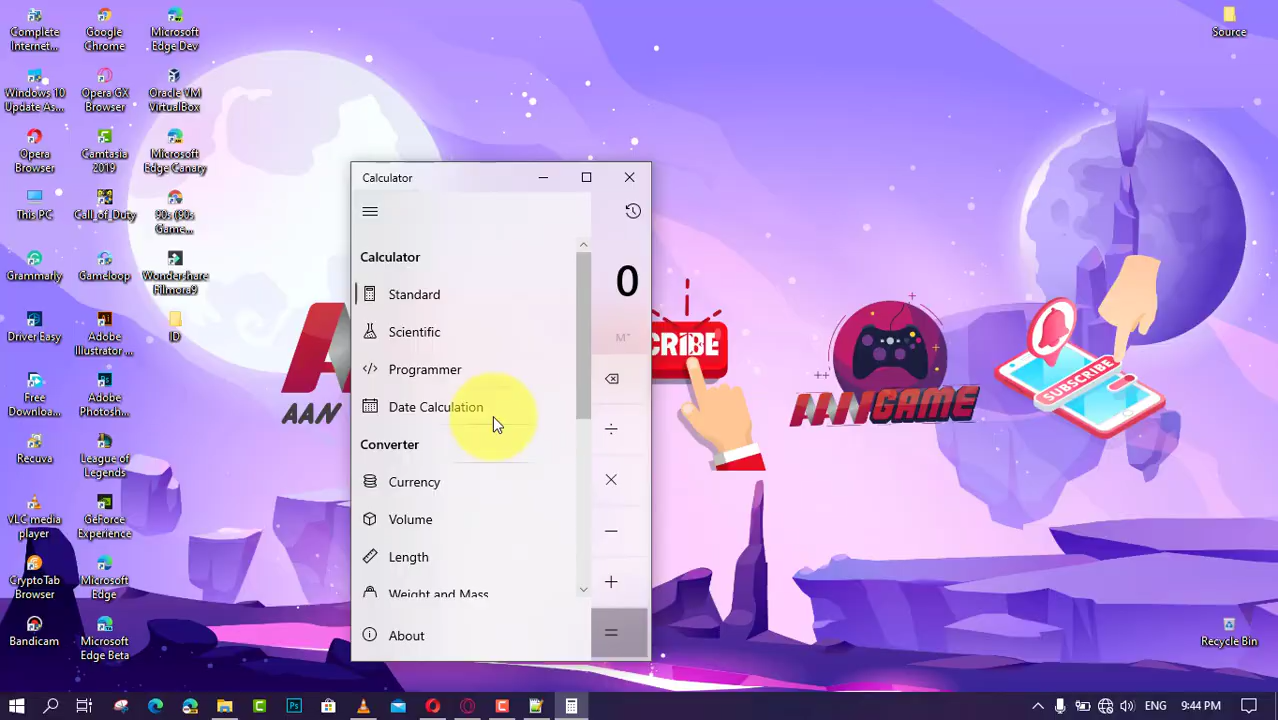 Complete
Internet...
Google
Chrome
Microsoft
Edge Dev
Source
Windows 10
Update As...
Opera GX
Browser
Oracle VM
VirtualBox
Opera
Browser
Camtasia
2019
Microsoft
Edge Canary
This PC
Call_of_Duty
90s (90s
Game...
Grammarly
Gameloop
Wondershare
Filmora9
Driver Easy
Adobe
Illustrator ...
ID
Free
Downloa...
Adobe
Photosh...
Recuva
League of
Legends
VLC media
player
GeForce
Experience
CryptoTab
Browser
Microsoft
Edge
Bandicam
Microsoft
Edge Beta
Calculator
0
M˅
Calculator
Standard
Scientific
Programmer
Date Calculation
Converter
Currency
Volume
Length
Weight and Mass
About
÷
×
−
+
=
AAN
CRIBE
GAME
SUBSCRIBE
Recycle Bin
ENG
9:44 PM